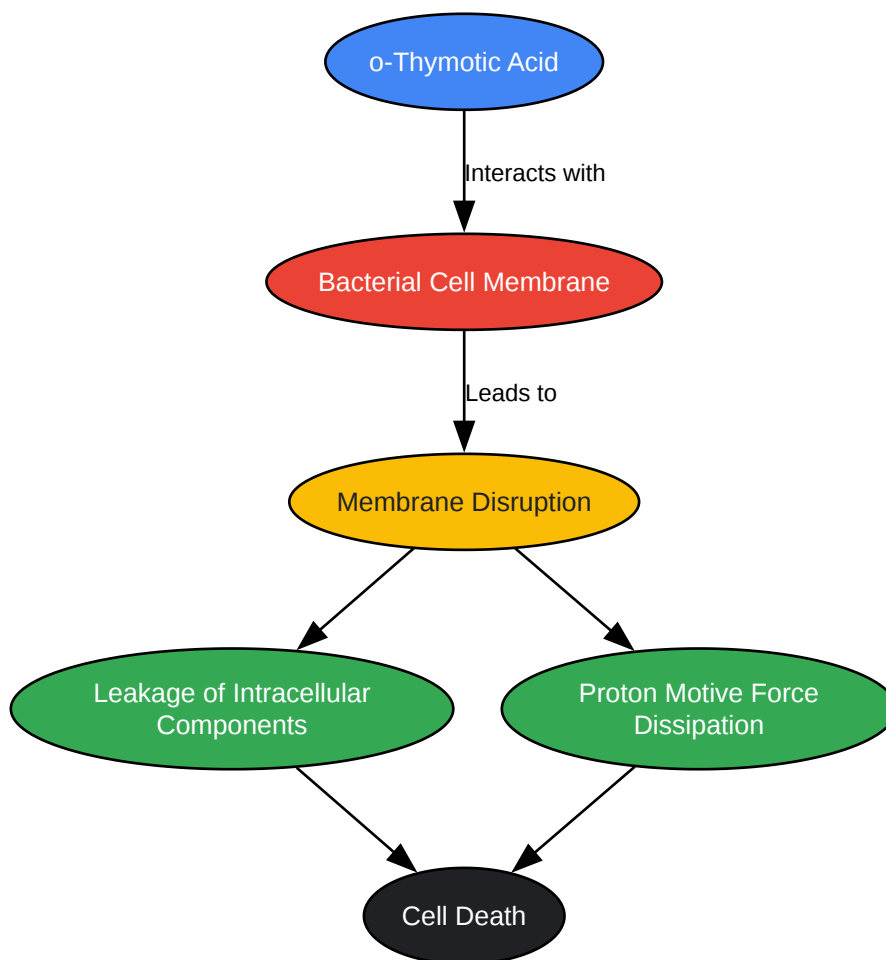 o-Thymotic Acid
Interacts with
Bacterial Cell Membrane
Leads to
Membrane Disruption
Leakage of Intracellular
Components
Proton Motive Force
Dissipation
Cell Death